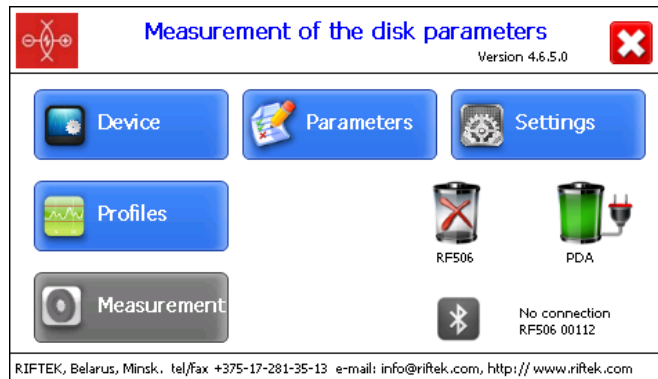 Measurement of the disk parameters
Version 4.6.5.0
Device
Parameters
Settings
Profiles
RF506
PDA
Measurement
No connection
RF506 00112
RIFTEK, Belarus, Minsk. tel/fax +375-17-281-35-13 e-mail: info@riftek.com, http:// www.riftek.com